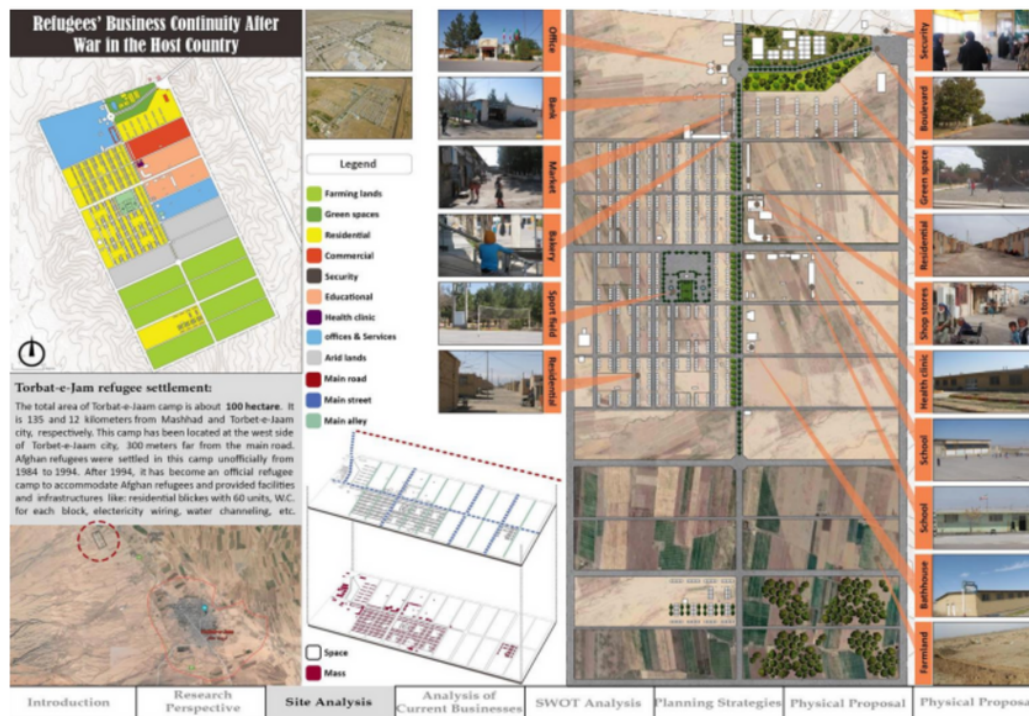 Refugees' Business Continuity After
War in the Host Country
Legend
Farming lands
Green spaces
Residential
Commercial
Security
Educational
Health clinic
offices & Services
Arid lands
Main road
Main street
Main alley
Torbat-e-Jam refugee settlement:
The total area of Torbat-e-Jaam camp is about 100 hectare. It
is 135 and 12 kilometers from Mashhad and Torbet-e-Jaam
city, respectively. This camp has been located at the west side
of Torbet-e-Jaam city, 300 meters far from the main road.
Afghan refugees were settled in this camp unofficially from
1984 to 1994. After 1994, it has become an official refugee
camp to accommodate Afghan refugees and provided facilities
and infrastructures like: residential blickes with 60 units, W.C.
for each block, electericity wiring, water channeling, etc.
Space
Mass
Office
Bank
Market
Bakery
Sport field
Residential
Security
Boulevard
Green space
Residential
Shop stores
Health clinic
School
School
Bathhouse
Farmland
Introduction
Research
Perspective
Site Analysis
Analysis of
Current Businesses
SWOT Analysis
Planning Strategies
Physical Proposal
Physical Proposa